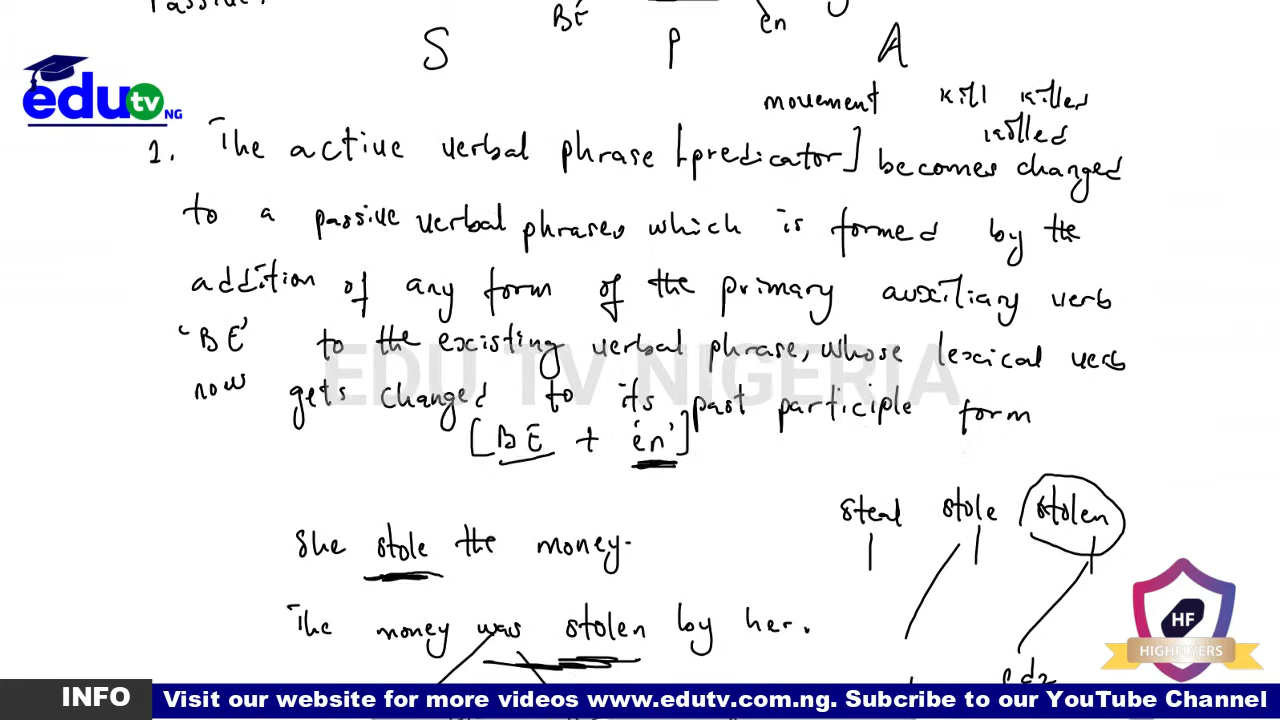 Passive:
BE
en
S P A
movement kill killed
killed
edutv NG
1. The active verbal phrase [predicator] becomes changed
to a passive verbal phrase, which is formed by the
addition of any form of the primary auxiliary verb
'BE' to the existing verbal phrase, whose lexical verb
now gets changed to its past participle form
EDU TV NIGERIA
[BE + 'en']
steal stole stolen
She stole the money.
The money was stolen by her.
HF
HIGHFLYERS
INFO Visit our website for more videos www.edutv.com.ng. Subcribe to our YouTube Channel